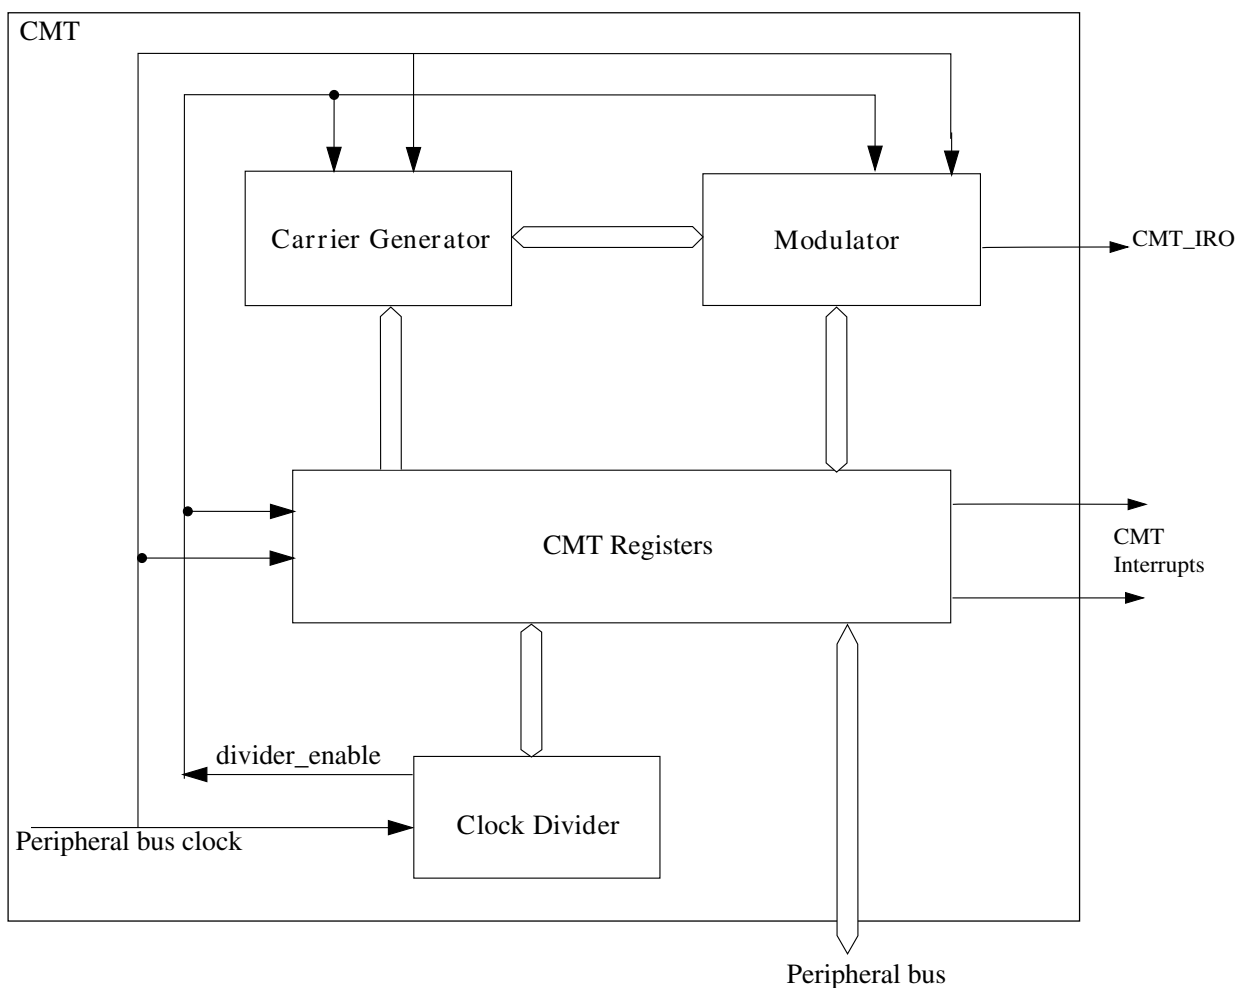 CMT
Carrier Generator
Modulator
CMT_IRO
CMT Registers
CMT
Interrupts
divider_enable
Clock Divider
Peripheral bus clock
Peripheral bus